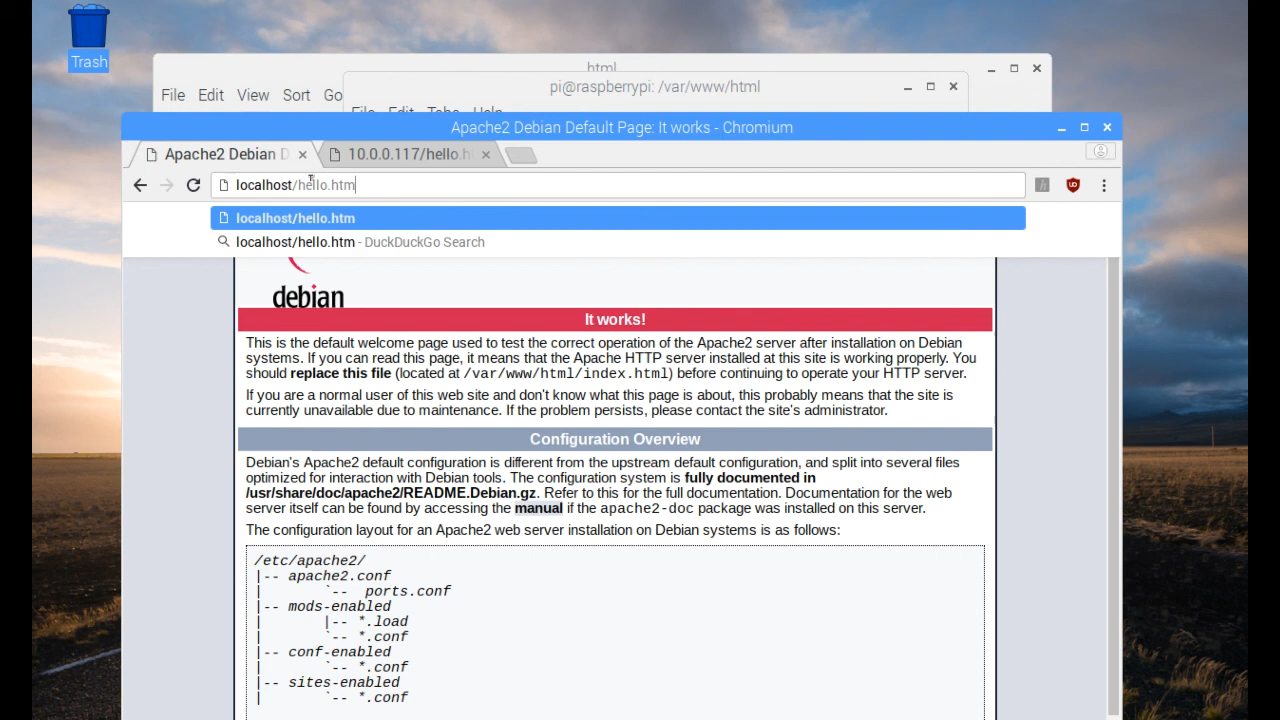 Trash
html
File Edit View Sort Go
pi@raspberrypi: /var/www/html
File Edit Tabs Help
Apache2 Debian Default Page: It works - Chromium
Apache2 Debian D
10.0.0.117/hello.h
localhost/hello.htm
localhost/hello.htm
localhost/hello.htm - DuckDuckGo Search
debian
It works!
This is the default welcome page used to test the correct operation of the Apache2 server after installation on Debian
systems. If you can read this page, it means that the Apache HTTP server installed at this site is working properly. You
should replace this file (located at /var/www/html/index.html) before continuing to operate your HTTP server.
If you are a normal user of this web site and don't know what this page is about, this probably means that the site is
currently unavailable due to maintenance. If the problem persists, please contact the site's administrator.
Configuration Overview
Debian's Apache2 default configuration is different from the upstream default configuration, and split into several files
optimized for interaction with Debian tools. The configuration system is fully documented in
/usr/share/doc/apache2/README.Debian.gz. Refer to this for the full documentation. Documentation for the web
server itself can be found by accessing the manual if the apache2-doc package was installed on this server.
The configuration layout for an Apache2 web server installation on Debian systems is as follows:
/etc/apache2/
|-- apache2.conf
|       `--  ports.conf
|-- mods-enabled
|       |-- *.load
|       `-- *.conf
|-- conf-enabled
|       `-- *.conf
|-- sites-enabled
|       `-- *.conf